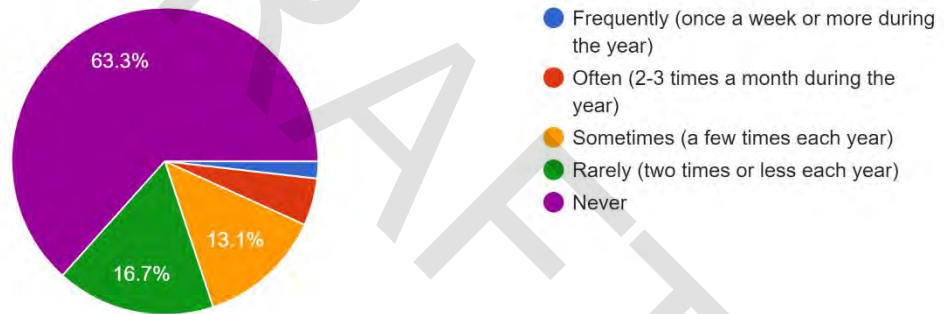 63.3%
16.7%
13.1%
Frequently (once a week or more during
the year)
Often (2-3 times a month during the
year)
Sometimes (a few times each year)
Rarely (two times or less each year)
Never